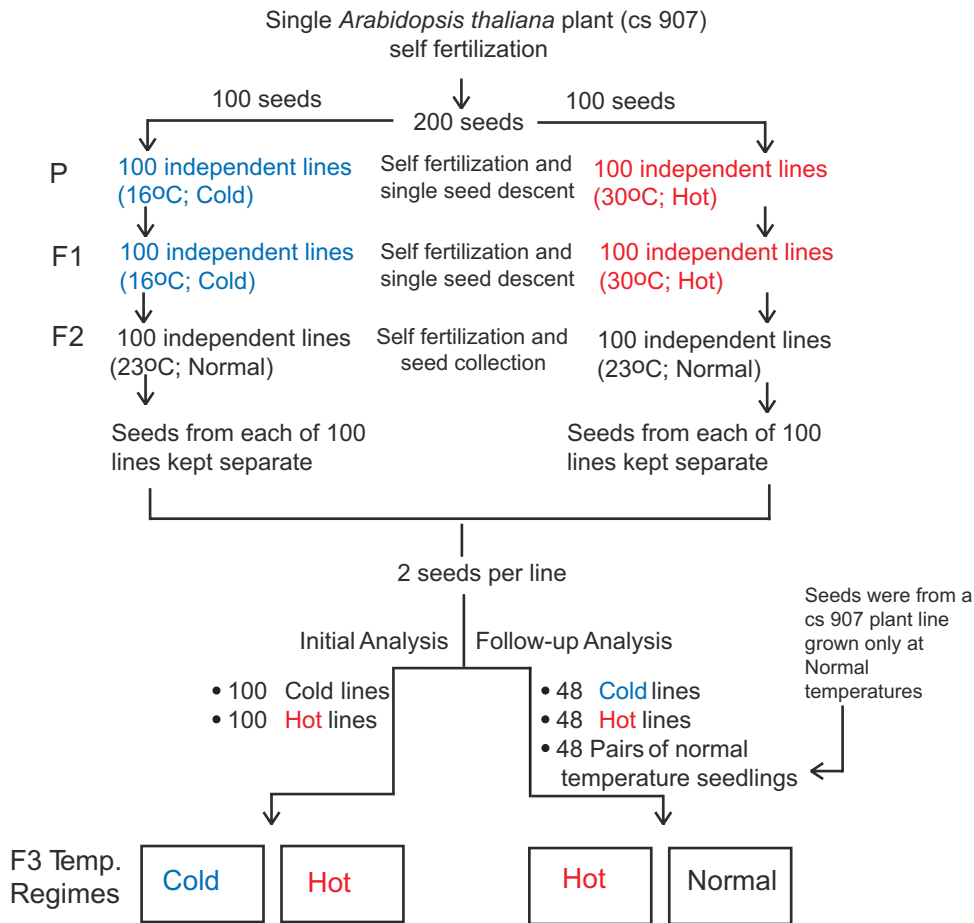 Single Arabidopsis thaliana plant (cs 907)
self fertilization
100 seeds
100 seeds
200 seeds
P
100 independent lines
(16oC; Cold)
Self fertilization and
single seed descent
100 independent lines
(30oC; Hot)
F1
100 independent lines
(16oC; Cold)
Self fertilization and
single seed descent
100 independent lines
(30oC; Hot)
F2
100 independent lines
(23oC; Normal)
Self fertilization and
seed collection
100 independent lines
(23oC; Normal)
Seeds from each of 100
lines kept separate
Seeds from each of 100
lines kept separate
2 seeds per line
Seeds were from a
cs 907 plant line
grown only at
Normal
temperatures
Initial Analysis
Follow-up Analysis
• 100 Cold lines
• 100 Hot lines
• 48 Cold lines
• 48 Hot lines
• 48 Pairs of normal
temperature seedlings
F3 Temp.
Regimes
Cold
Hot
Hot
Normal